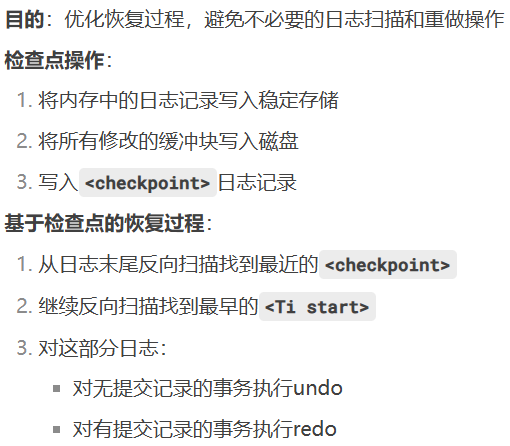 目的：优化恢复过程，避免不必要的日志扫描和重做操作
检查点操作：
1. 将内存中的日志记录写入稳定存储
2. 将所有修改的缓冲块写入磁盘
3. 写入<checkpoint>日志记录
基于检查点的恢复过程：
1. 从日志末尾反向扫描找到最近的<checkpoint>
2. 继续反向扫描找到最早的<Ti start>
3. 对这部分日志：
▪ 对无提交记录的事务执行undo
▪ 对有提交记录的事务执行redo